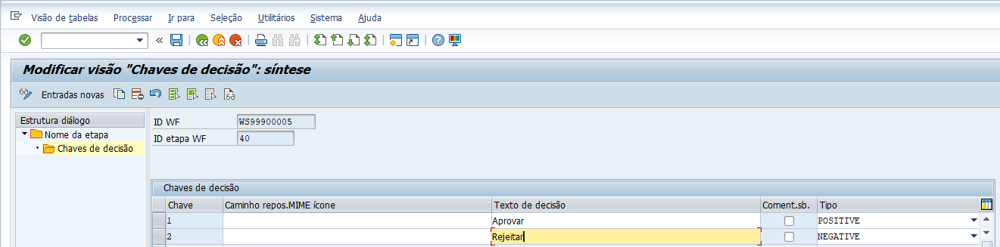 Visão de tabelas Processar Ir para Seleção Utilitários Sistema Ajuda
Modificar visão "Chaves de decisão": síntese
Entradas novas
Estrutura diálogo
Nome da etapa
Chaves de decisão
ID WF WS99900005
ID etapa WF 40
Chaves de decisão
Chave Caminho repos.MIME ícone Texto de decisão Coment.sb. Tipo
1 Aprovar POSITIVE
2 Rejeitar NEGATIVE